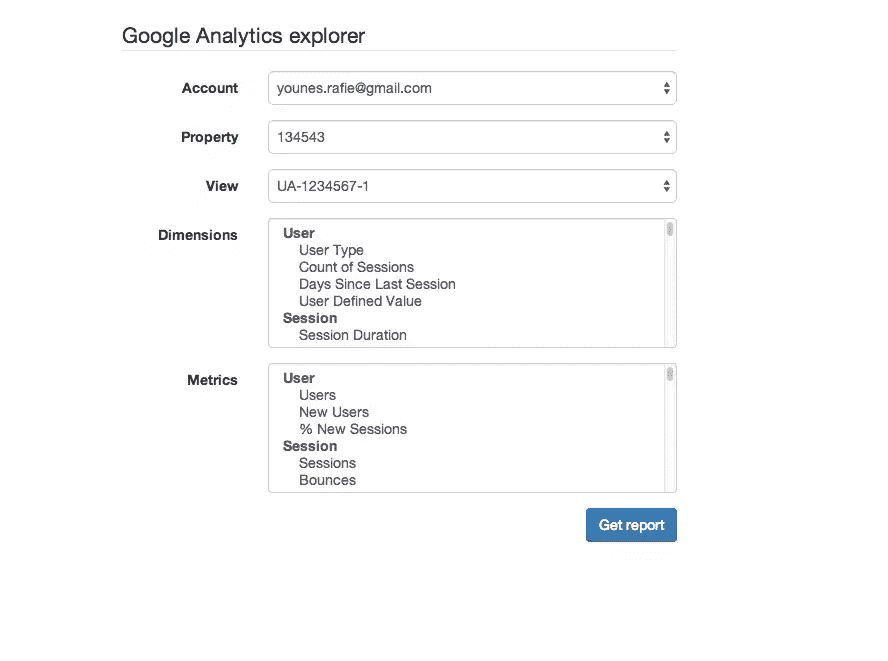 Google Analytics explorer
Account
younes.rafie@gmail.com
Property
134543
View
UA-1234567-1
Dimensions
User
User Type
Count of Sessions
Days Since Last Session
User Defined Value
Session
Session Duration
Metrics
User
Users
New Users
% New Sessions
Session
Sessions
Bounces
Get report